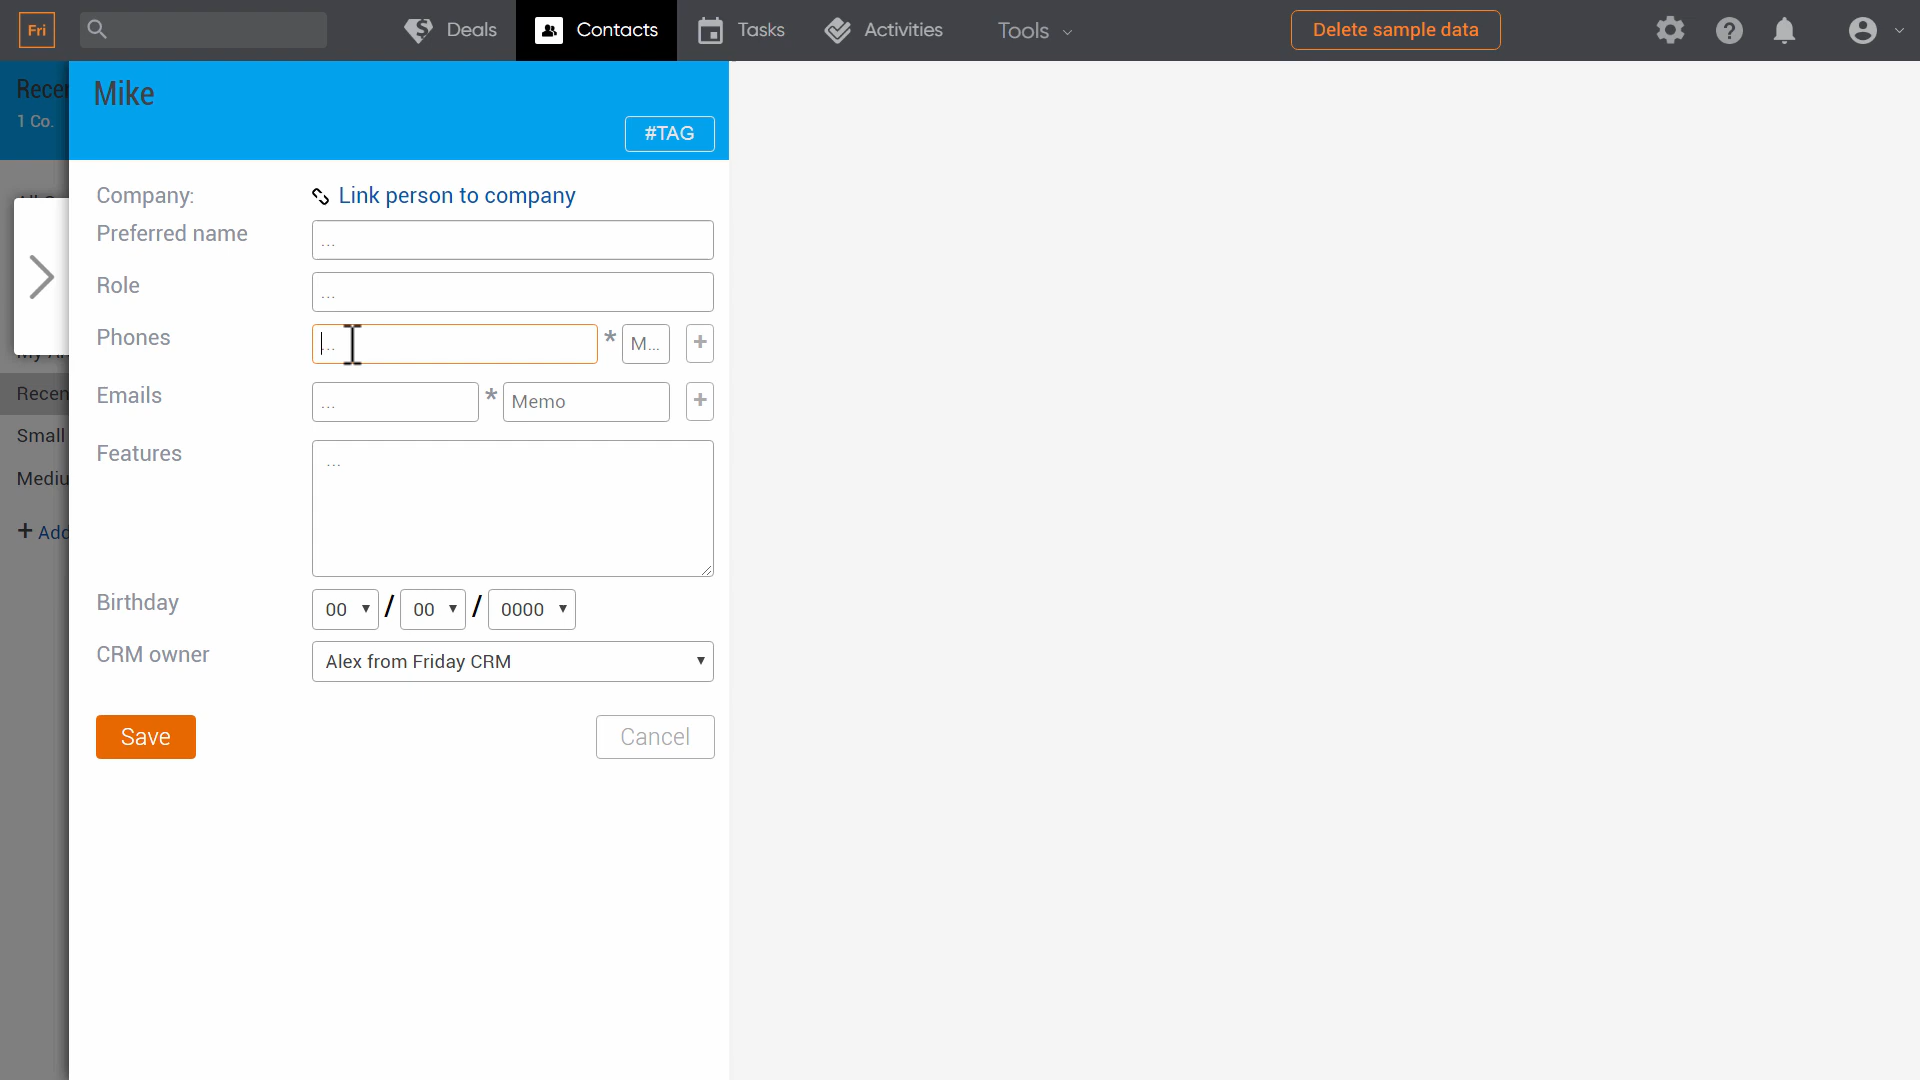 Fri
Deals
Contacts
Tasks
Activities
Tools
Delete sample data
Recen
1 Co.
Mike
#TAG
Company:
Link person to company
Preferred name
...
Role
...
Phones
...
*
M...
+
Emails
...
*
Memo
+
Features
...
Recen
Small
Mediu
+ Add
Birthday
00 / 00 / 0000
CRM owner
Alex from Friday CRM
Save
Cancel